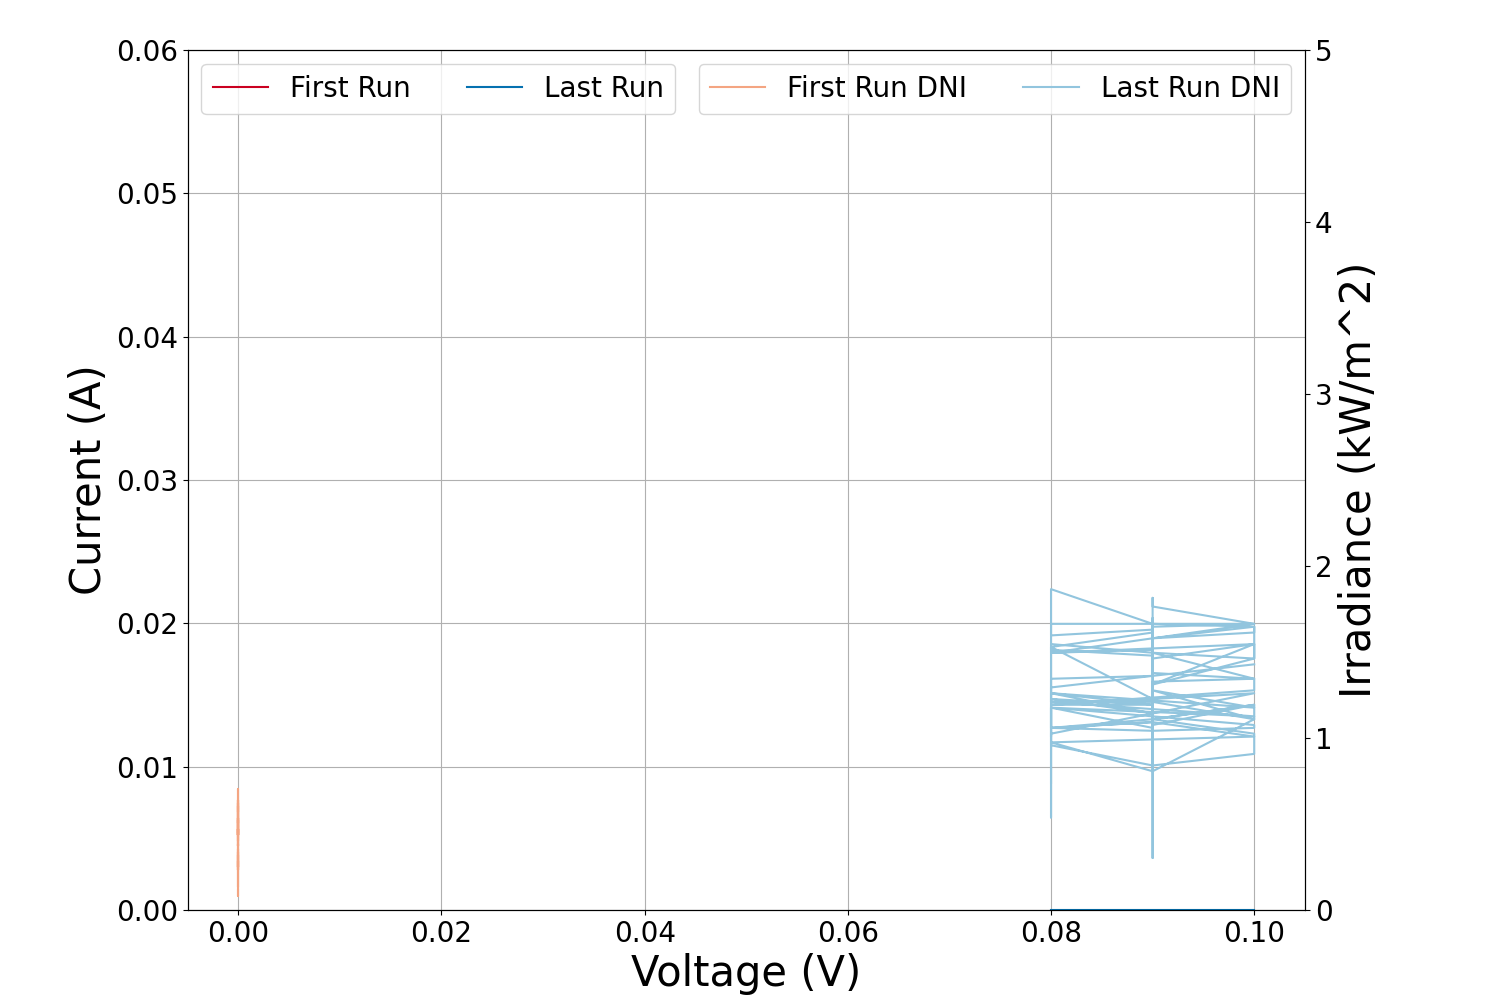 First Run
Last Run
First Run DNI
Last Run DNI
0.06
0.05
0.04
0.03
0.02
0.01
0.00
Current (A)
5
4
3
2
1
0
Irradiance (kW/m^2)
0.00 0.02 0.04 0.06 0.08 0.10
Voltage (V)